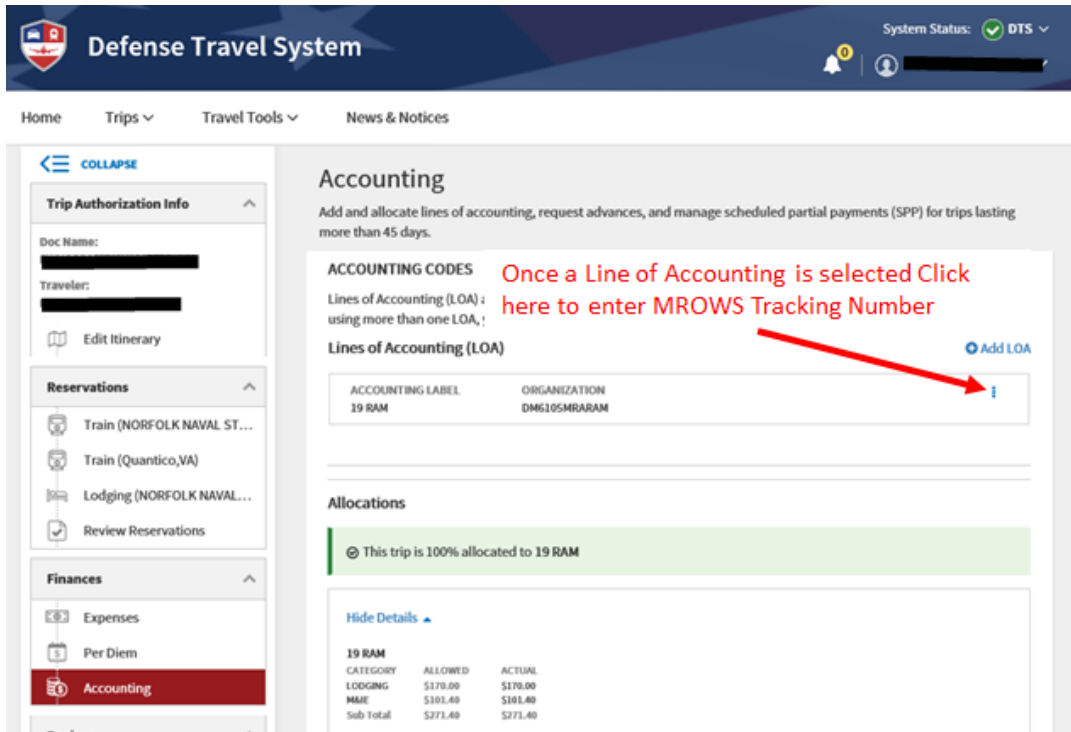 System Status: DTS
Defense Travel System
0
Home Trips Travel Tools News & Notices
COLLAPSE
Trip Authorization Info
Doc Name:
Traveler:
Edit Itinerary
Reservations
Train (NORFOLK NAVAL ST...
Train (Quantico,VA)
Lodging (NORFOLK NAVAL...
Review Reservations
Finances
Expenses
Per Diem
Accounting
Accounting
Add and allocate lines of accounting, request advances, and manage scheduled partial payments (SPP) for trips lasting
more than 45 days.
ACCOUNTING CODES
Lines of Accounting (LOA)
using more than one LOA,
Once a Line of Accounting is selected Click
here to enter MROWS Tracking Number
Lines of Accounting (LOA)
Add LOA
ACCOUNTING LABEL ORGANIZATION
19 RAM DM6105MRARAM
Allocations
This trip is 100% allocated to 19 RAM
Hide Details
19 RAM
CATEGORY ALLOWED ACTUAL
LODGING $170.00 $170.00
M&IE $101.40 $101.40
Sub Total $271.40 $271.40